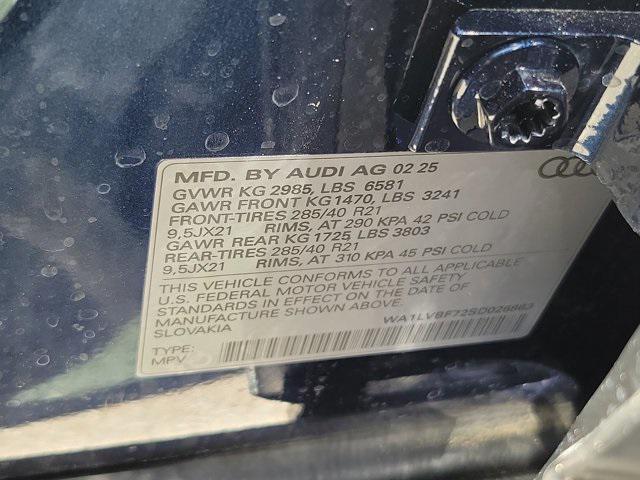 MFD. BY AUDI AG 02 25
GVWR KG 2985, LBS 6581
GAWR FRONT KG1470, LBS 3241
FRONT-TIRES 285/40 R21
9,5JX21 RIMS, AT 290 KPA 42 PSI COLD
GAWR REAR KG 1725 LBS 3803
REAR-TIRES 285/40 R21
9,5JX21 RIMS, AT 310 KPA 45 PSI COLD
THIS VEHICLE CONFORMS TO ALL APPLICABLE
U.S. FEDERAL MOTOR VEHICLE SAFETY
STANDARDS IN EFFECT ON THE DATE OF
MANUFACTURE SHOWN ABOVE.
SLOVAKIA
TYPE:
MPV